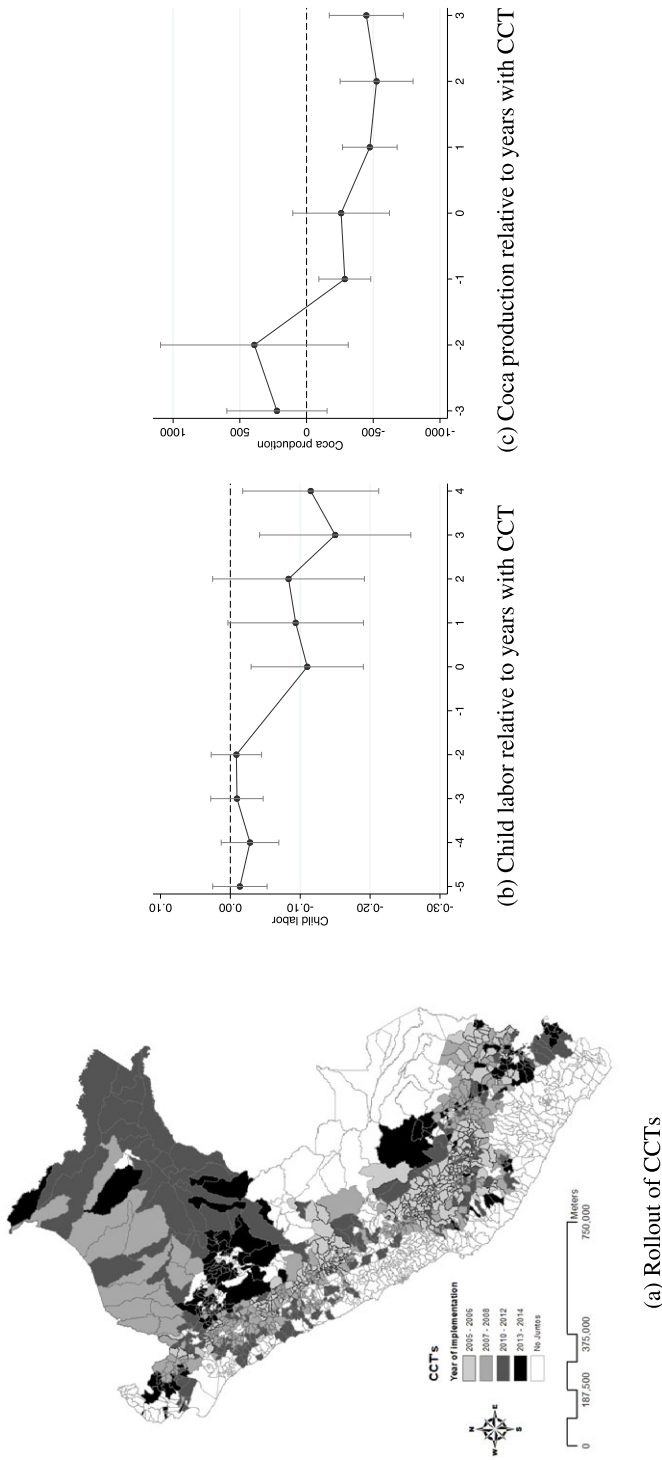 CCT's
Year of implementation
2005 - 2006
2007 - 2008
2010 - 2012
2013 - 2014
No Juntos
N
W
E
S
0
187,500
375,000
750,000
Meters
(a) Rollout of CCTs
Child labor
0.10
0.00
-0.10
-0.20
-0.30
-5
-4
-3
-2
-1
0
1
2
3
4
(b) Child labor relative to years with CCT
Coca production
1000
500
0
-500
-1000
-3
-2
-1
0
1
2
3
(c) Coca production relative to years with CCT